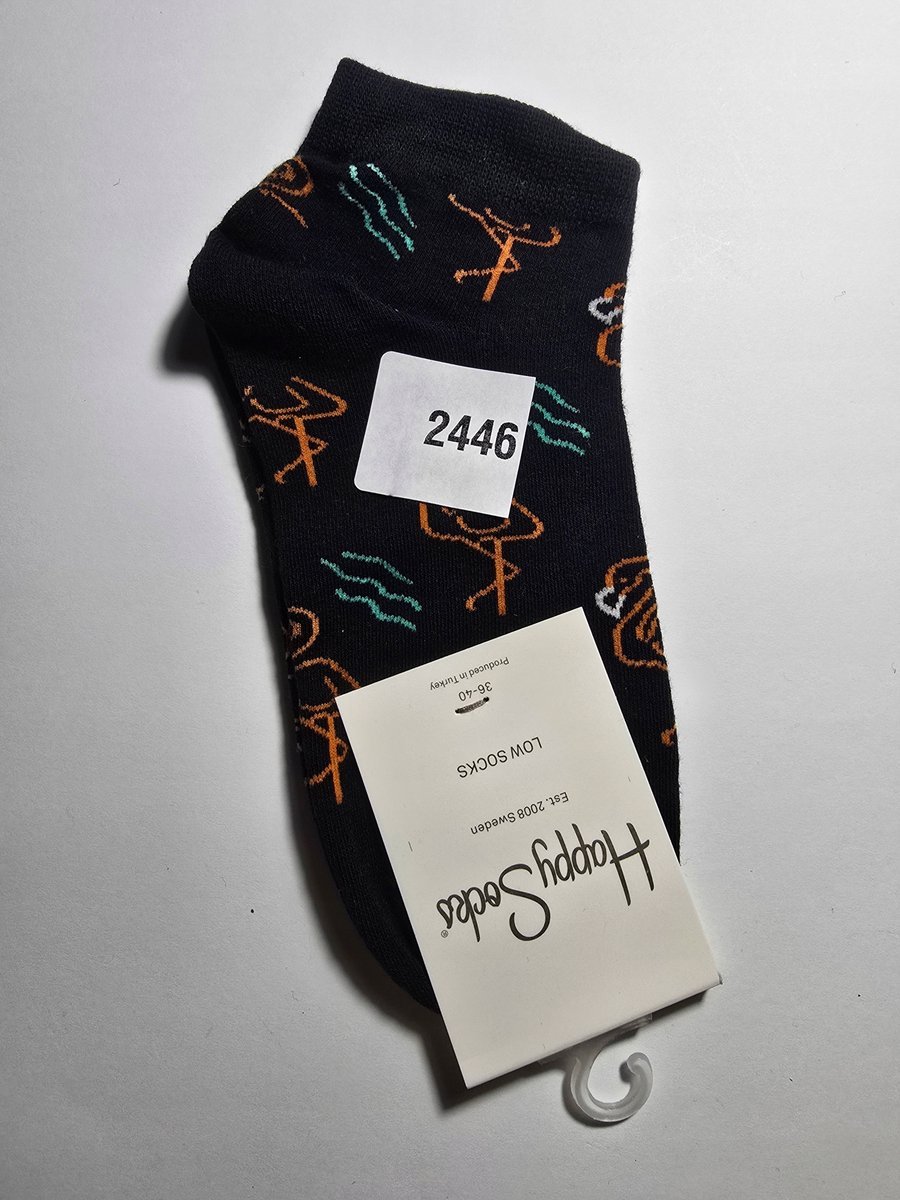 2446
Happy Socks®
Est. 2008 Sweden
LOW SOCKS
36-40
Produced in Turkey